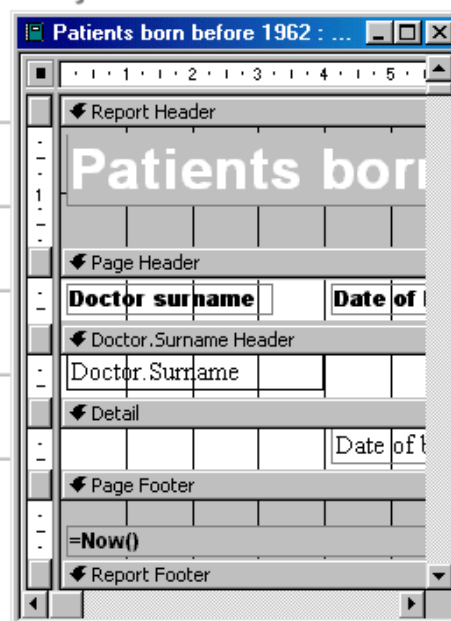 Patients born before 1962 : ...
1 2 3 4 5
Report Header
Patients born
1
Page Header
Doctor surname Date of
Doctor.Surname Header
Doctor.Surname
Detail
Date of b
Page Footer
=Now()
Report Footer